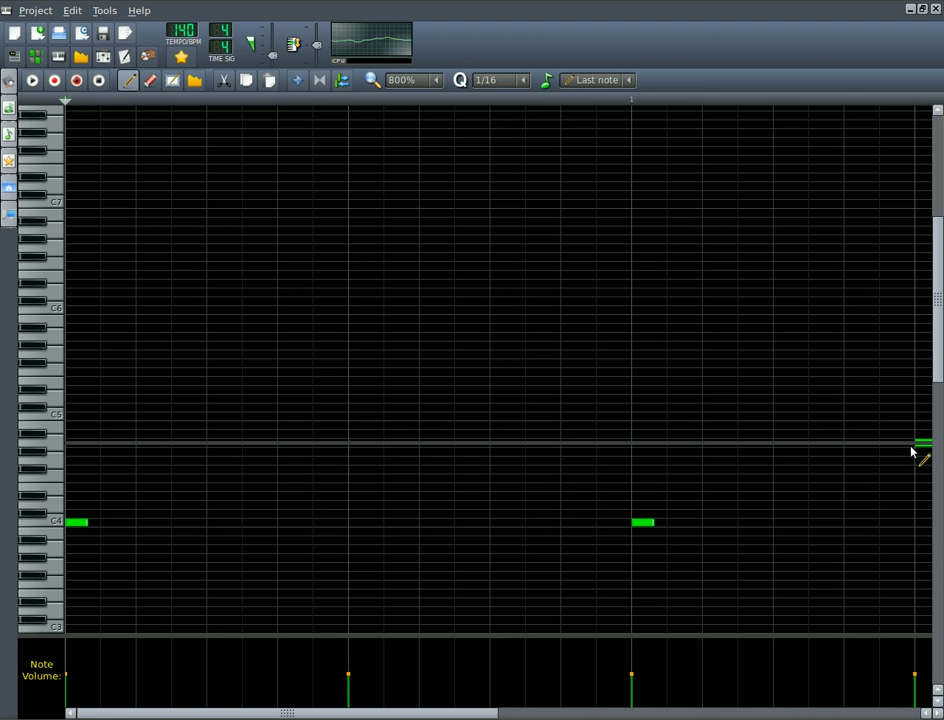 Project Edit Tools Help
140
TEMPO/BPM
4
4
TIME SIG
CPU
800%
Q 1/16
Last note
1
C7
C6
C5
C4
C3
Note
Volume: